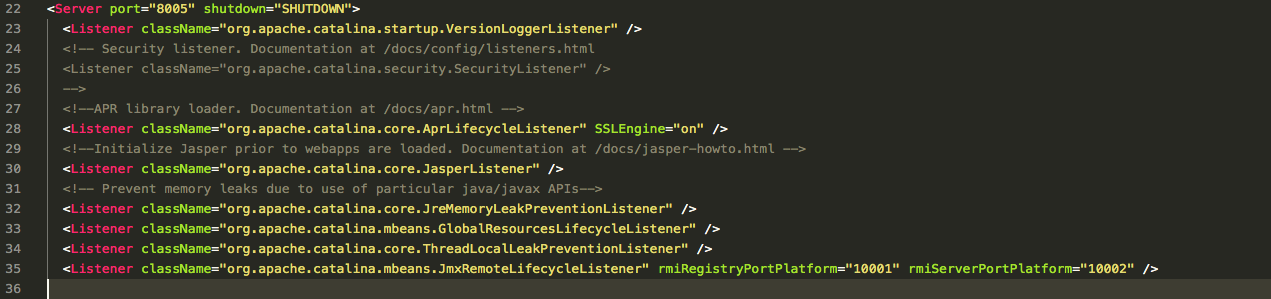 22 <Server port="8005" shutdown="SHUTDOWN">
23 <Listener className="org.apache.catalina.startup.VersionLoggerListener" />
24 <!-- Security listener. Documentation at /docs/config/listeners.html
25 <Listener className="org.apache.catalina.security.SecurityListener" />
26 -->
27 <!--APR library loader. Documentation at /docs/apr.html -->
28 <Listener className="org.apache.catalina.core.AprLifecycleListener" SSLEngine="on" />
29 <!--Initialize Jasper prior to webapps are loaded. Documentation at /docs/jasper-howto.html -->
30 <Listener className="org.apache.catalina.core.JasperListener" />
31 <!-- Prevent memory leaks due to use of particular java/javax APIs-->
32 <Listener className="org.apache.catalina.core.JreMemoryLeakPreventionListener" />
33 <Listener className="org.apache.catalina.mbeans.GlobalResourcesLifecycleListener" />
34 <Listener className="org.apache.catalina.core.ThreadLocalLeakPreventionListener" />
35 <Listener className="org.apache.catalina.mbeans.JmxRemoteLifecycleListener" rmiRegistryPortPlatform="10001" rmiServerPortPlatform="10002" />
36